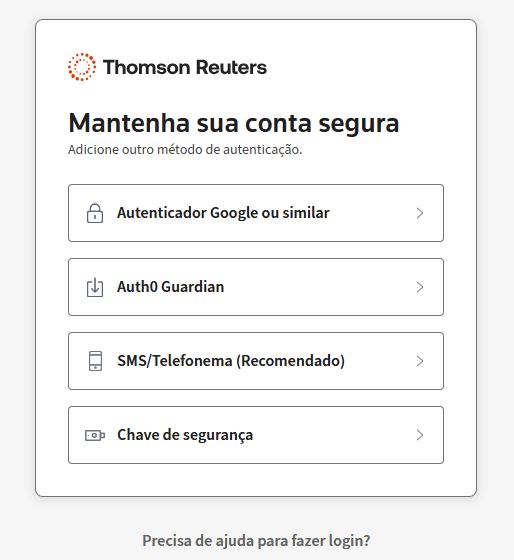 Thomson Reuters
Mantenha sua conta segura
Adicione outro método de autenticação.
Autenticador Google ou similar
Auth0 Guardian
SMS/Telefonema (Recomendado)
Chave de segurança
Precisa de ajuda para fazer login?